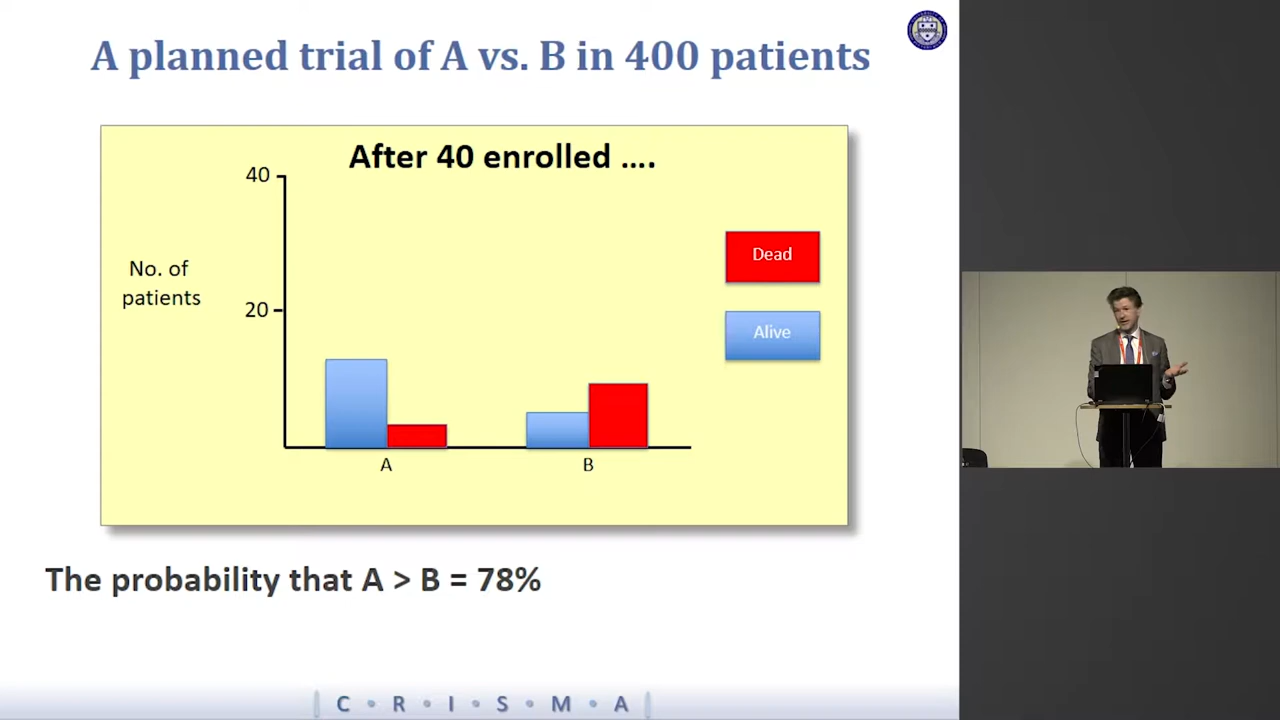 A planned trial of A vs. B in 400 patients
After 40 enrolled ....
40
No. of
patients
20
Dead
Alive
A
B
The probability that A > B = 78%
C • R • I • S • M • A